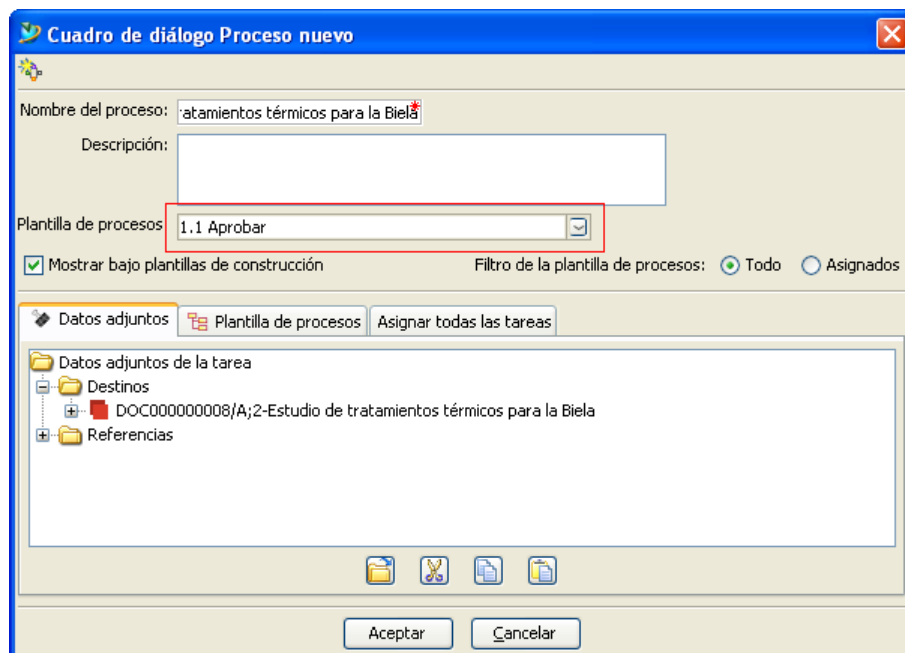 Cuadro de diálogo Proceso nuevo
Nombre del proceso: atamientos térmicos para la Biela*
Descripción:
Plantilla de procesos 1.1 Aprobar
Mostrar bajo plantillas de construcción Filtro de la plantilla de procesos: Todo Asignados
Datos adjuntos Plantilla de procesos Asignar todas las tareas
Datos adjuntos de la tarea
Destinos
DOC000000008/A;2-Estudio de tratamientos térmicos para la Biela
Referencias
Aceptar Cancelar